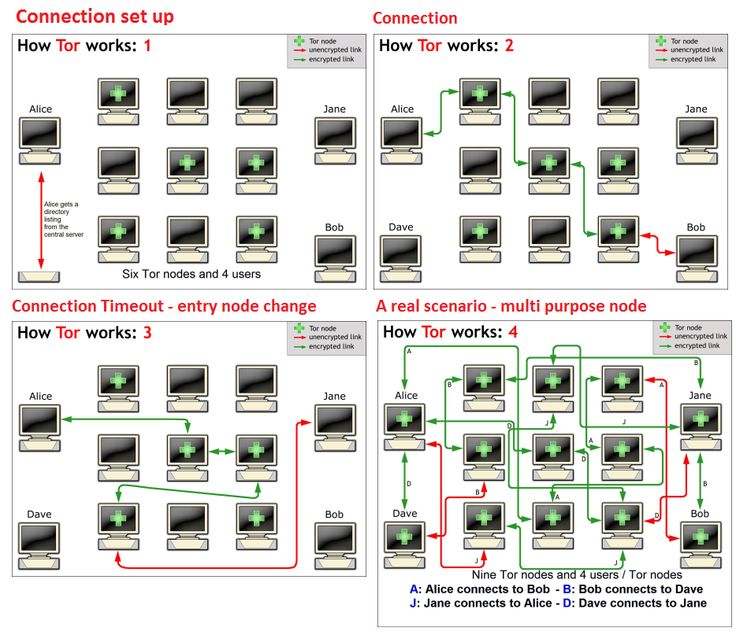 Connection set up
How Tor works: 1
Tor node
unencrypted link
encrypted link
Alice
Jane
Alice gets a
directory
listing
from the
central server
Bob
Six Tor nodes and 4 users
Connection
How Tor works: 2
Tor node
unencrypted link
encrypted link
Alice
Jane
Dave
Bob
Connection Timeout - entry node change
How Tor works: 3
Tor node
unencrypted link
encrypted link
Alice
Jane
Dave
Bob
A real scenario - multi purpose node
How Tor works: 4
Tor node
unencrypted link
encrypted link
A
B
Alice
B
A
Jane
J
D
J
A
D
D
B
B
A
D
Dave
Bob
J
J
Nine Tor nodes and 4 users / Tor nodes
A: Alice connects to Bob - B: Bob connects to Dave
J: Jane connects to Alice - D: Dave connects to Jane